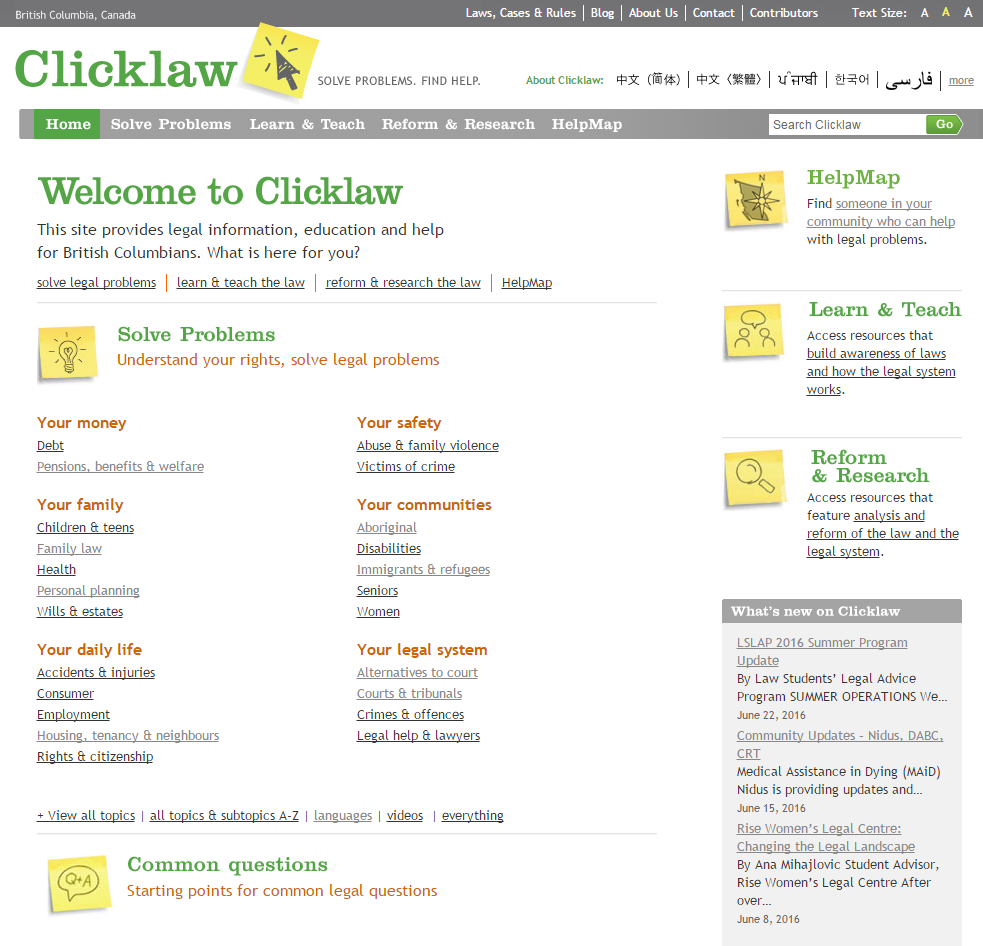 British Columbia, Canada
Laws, Cases & Rules | Blog | About Us | Contact | Contributors
Text Size: A A A
Clicklaw
SOLVE PROBLEMS. FIND HELP.
About Clicklaw: 中文 (简体) | 中文 (繁體) | ਪੰਜਾਬੀ | 한국어 | فارسی | more
Home Solve Problems Learn & Teach Reform & Research HelpMap
Search Clicklaw Go
Welcome to Clicklaw
This site provides legal information, education and help
for British Columbians. What is here for you?
solve legal problems | learn & teach the law | reform & research the law | HelpMap
Solve Problems
Understand your rights, solve legal problems
Your money
Debt
Pensions, benefits & welfare
Your family
Children & teens
Family law
Health
Personal planning
Wills & estates
Your daily life
Accidents & injuries
Consumer
Employment
Housing, tenancy & neighbours
Rights & citizenship
Your safety
Abuse & family violence
Victims of crime
Your communities
Aboriginal
Disabilities
Immigrants & refugees
Seniors
Women
Your legal system
Alternatives to court
Courts & tribunals
Crimes & offences
Legal help & lawyers
+ View all topics | all topics & subtopics A-Z | languages | videos | everything
Q+A
Common questions
Starting points for common legal questions
N
HelpMap
Find someone in your
community who can help
with legal problems.
Learn & Teach
Access resources that
build awareness of laws
and how the legal system
works.
Reform
& Research
Access resources that
feature analysis and
reform of the law and the
legal system.
What's new on Clicklaw
LSLAP 2016 Summer Program
Update
By Law Students' Legal Advice
Program SUMMER OPERATIONS We...
June 22, 2016
Community Updates – Nidus, DABC,
CRT
Medical Assistance in Dying (MAiD)
Nidus is providing updates and...
June 15, 2016
Rise Women's Legal Centre:
Changing the Legal Landscape
By Ana Mihajlovic Student Advisor,
Rise Women's Legal Centre After
over...
June 8, 2016